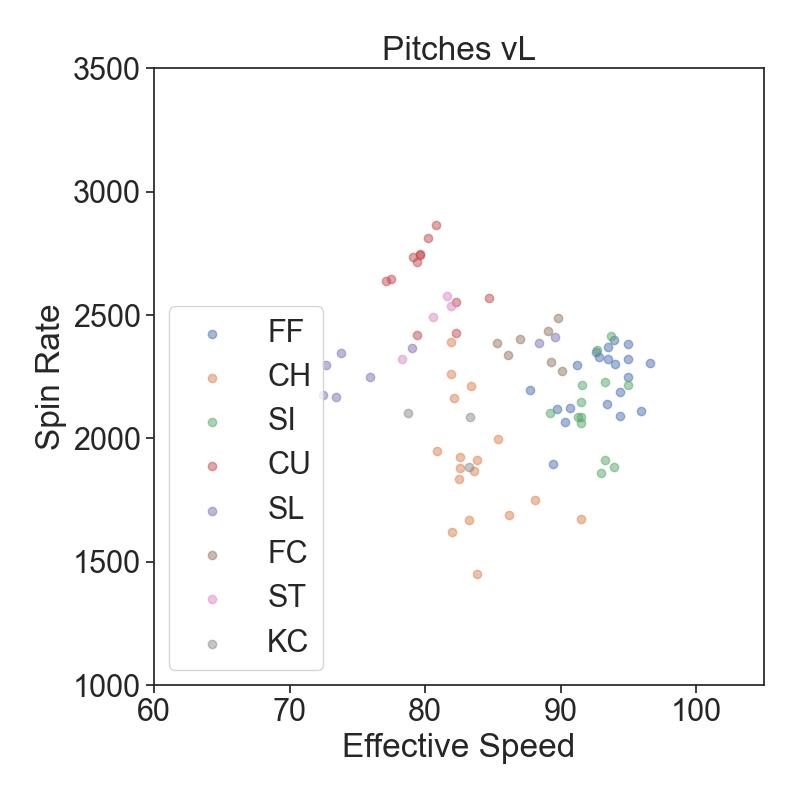 Pitches vL
3500
3000
2500
2000
1500
1000
Spin Rate
FF
CH
SI
CU
SL
FC
ST
KC
60 70 80 90 100
Effective Speed